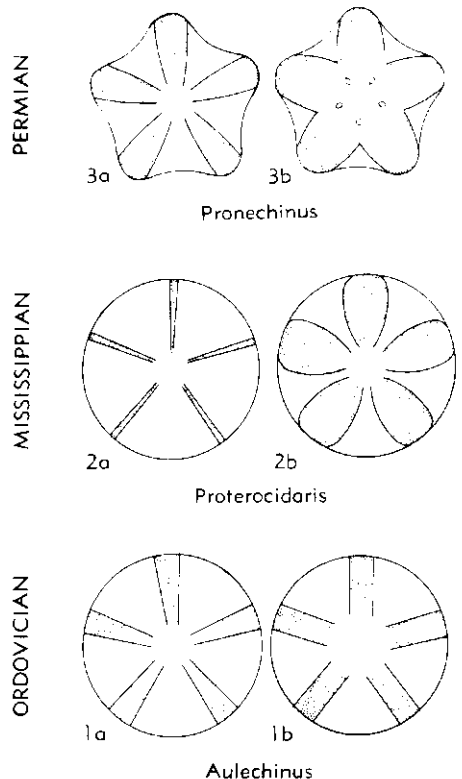 PERMIAN
3a
3b
Pronechinus
MISSISSIPPIAN
2a
2b
Proterocidaris
ORDOVICIAN
1a
1b
Aulechinus